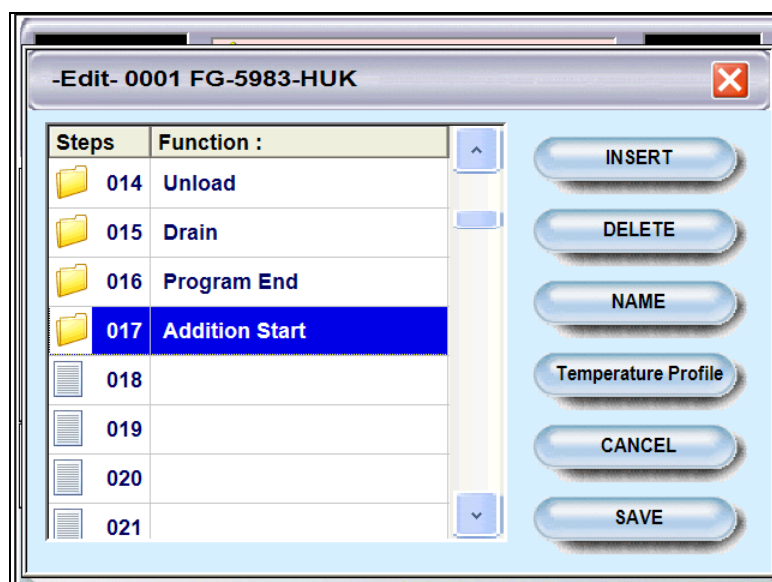 -Edit- 0001 FG-5983-HUK
Steps Function :
014 Unload
015 Drain
016 Program End
017 Addition Start
018
019
020
021
INSERT
DELETE
NAME
Temperature Profile
CANCEL
SAVE